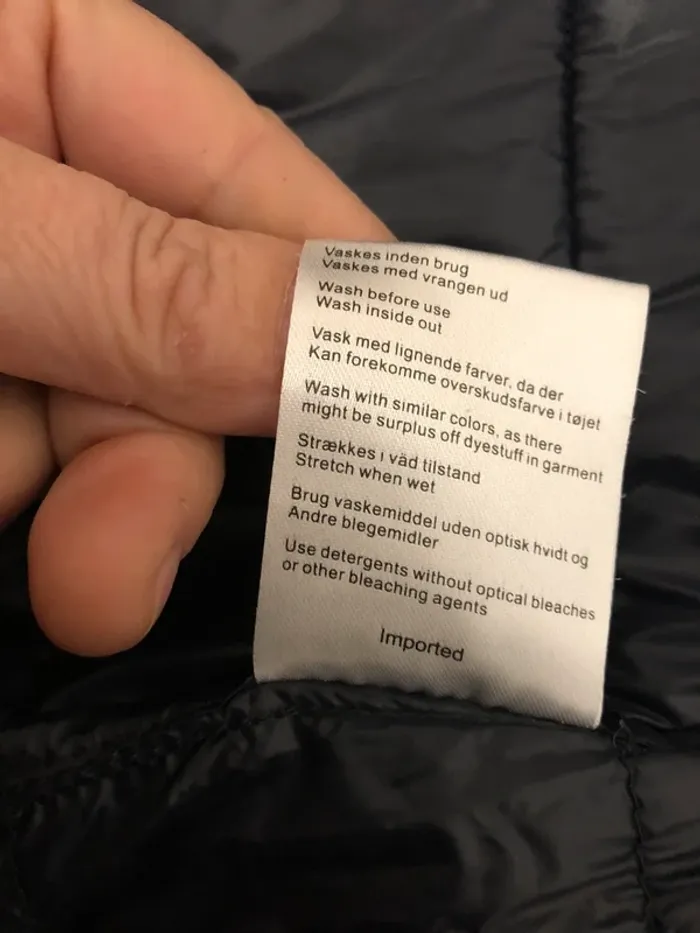 Vaskes inden brug
Vaskes med vrangen ud
Wash before use
Wash inside out
Vask med lignende farver, da der
Kan forekomme overskudsfarve i tøjet
Wash with similar colors, as there
might be surplus off dyestuff in garment
Strækkes i väd tilstand
Stretch when wet
Brug vaskemiddel uden optisk hvidt og
Andre blegemidler
Use detergents without optical bleaches
or other bleaching agents
Imported